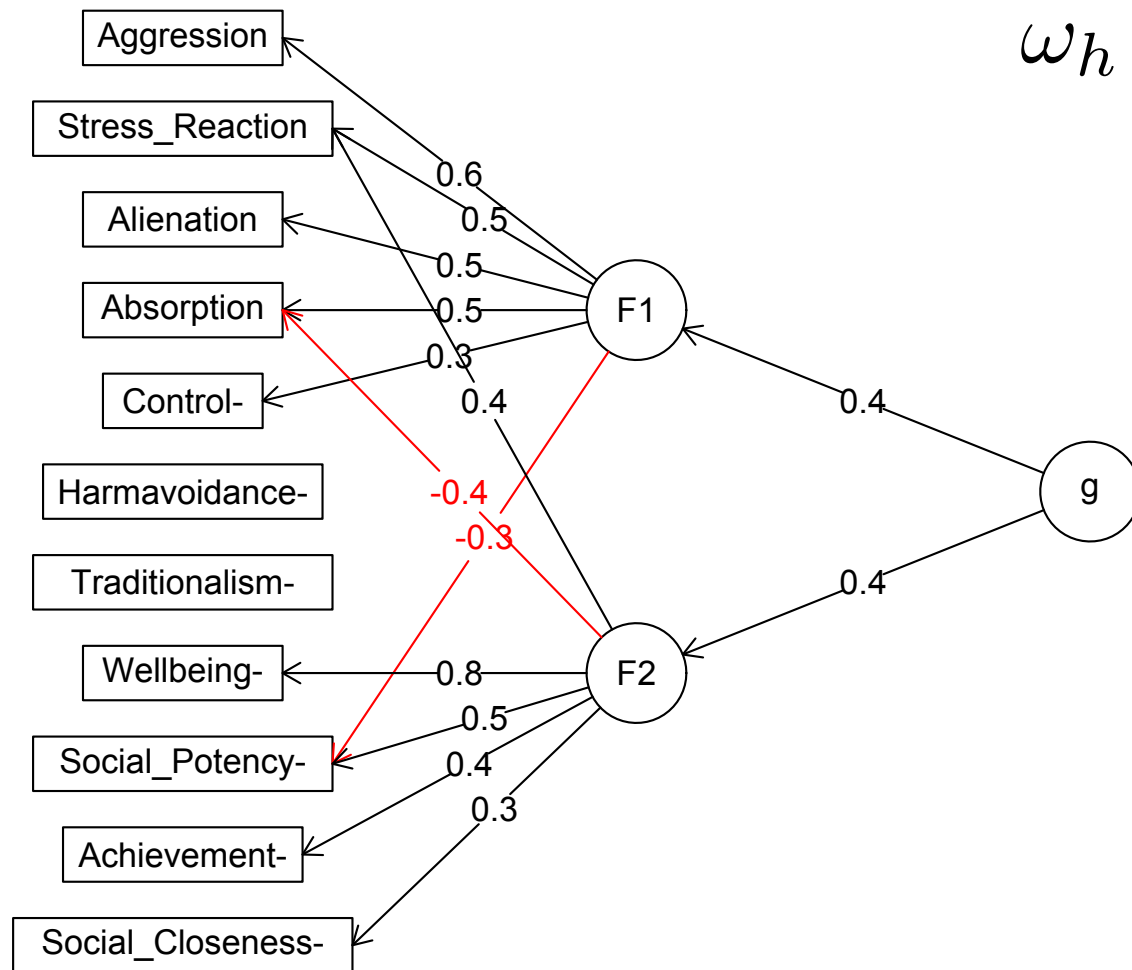 Aggression
ω_h
Stress_Reaction
0.6
Alienation
0.5
0.5
Absorption
0.5
F1
0.3
Control-
0.4
0.4
Harmavoidance-
-0.4
g
-0.3
Traditionalism-
0.4
Wellbeing-
0.8
F2
0.5
Social_Potency-
0.4
0.3
Achievement-
Social_Closeness-